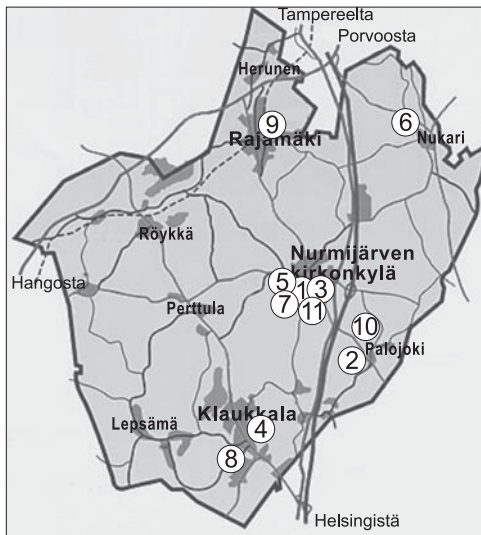 Tampereelta
Porvoosta
Herunen
9
6
Rajamäki
Nukari
Röykkä
Nurmijärven
kirkonkylä
Hangosta
5
1
3
7
11
Perttula
10
2
Palojoki
Klaukkala
Lepsämä
4
8
Helsingistä